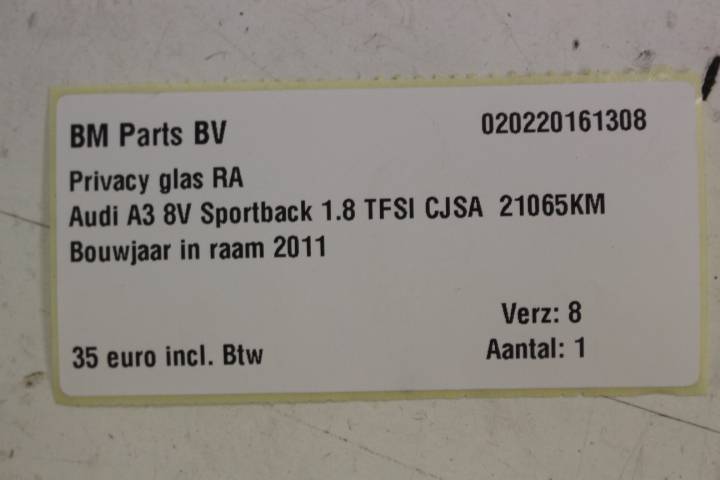 BM Parts BV 020220161308
Privacy glas RA
Audi A3 8V Sportback 1.8 TFSI CJSA 21065KM
Bouwjaar in raam 2011
Verz: 8
35 euro incl. Btw Aantal: 1